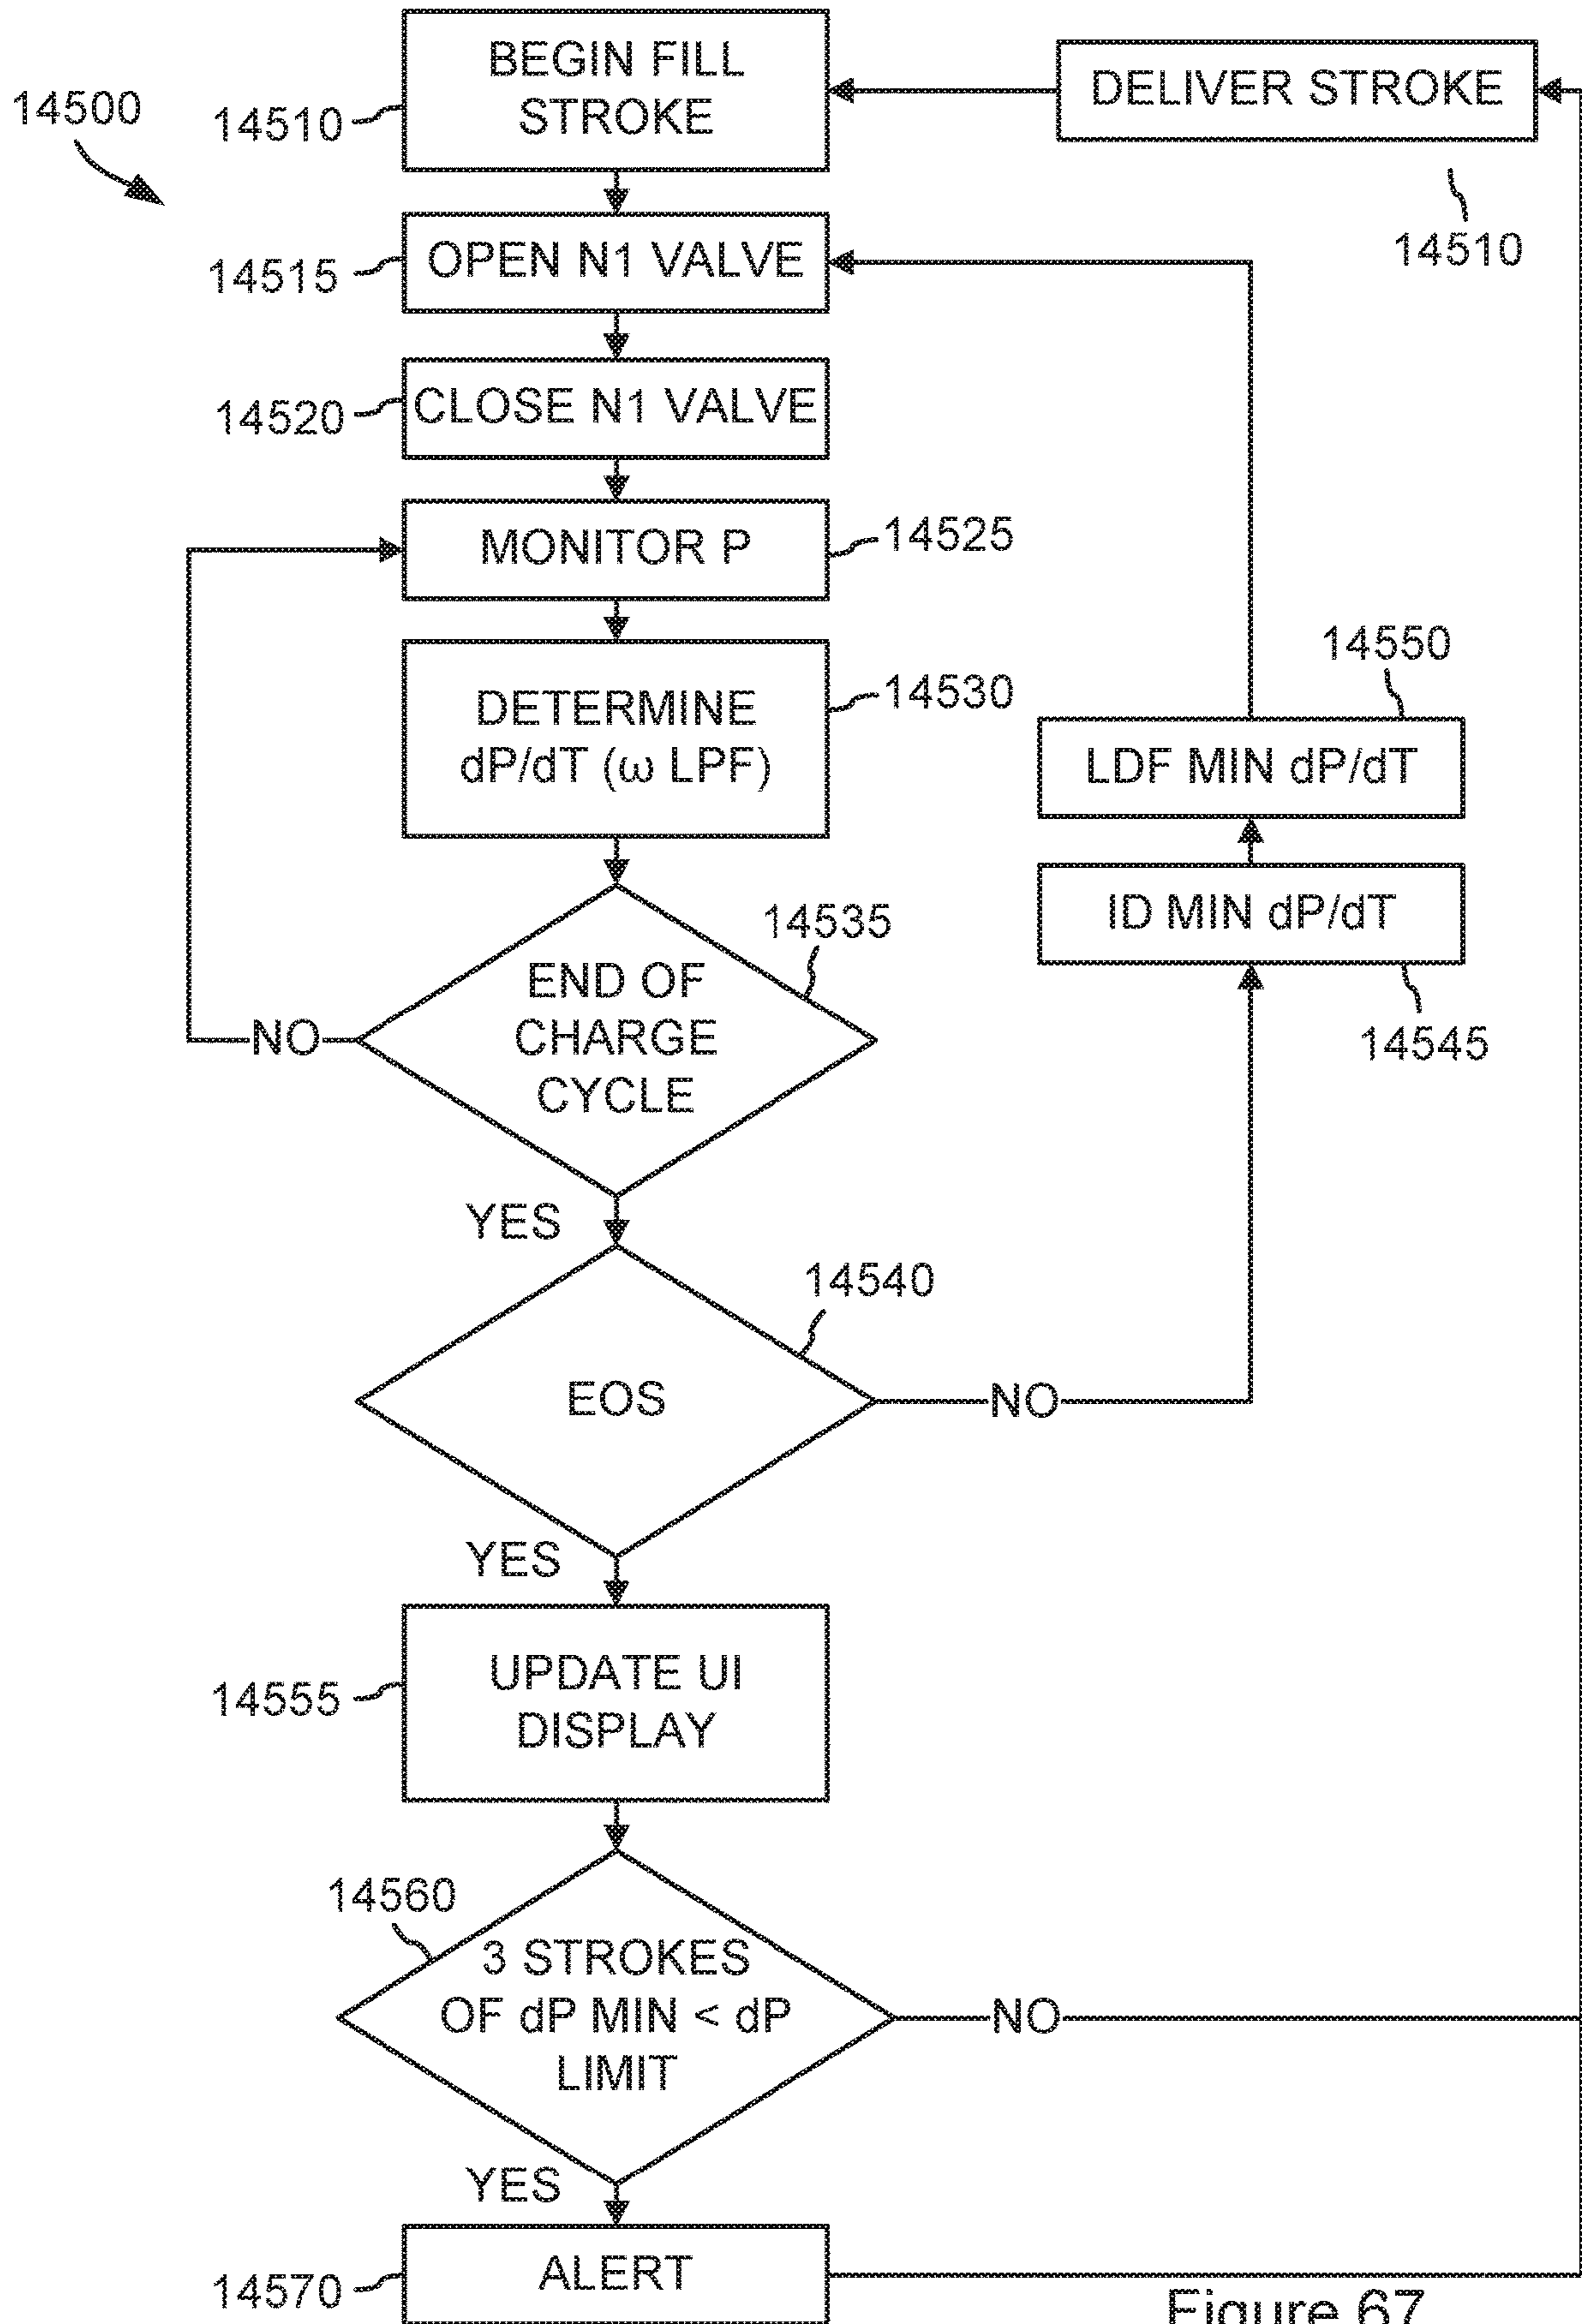 14500
14510
BEGIN FILL
STROKE
DELIVER STROKE
14510
14515
OPEN N1 VALVE
14520
CLOSE N1 VALVE
MONITOR P
14525
DETERMINE
dP/dT (ω LPF)
14530
14550
LDF MIN dP/dT
ID MIN dP/dT
14545
14535
END OF
CHARGE
CYCLE
NO
YES
14540
EOS
NO
YES
14555
UPDATE UI
DISPLAY
14560
3 STROKES
OF dP MIN < dP
LIMIT
NO
YES
14570
ALERT
Figure 67